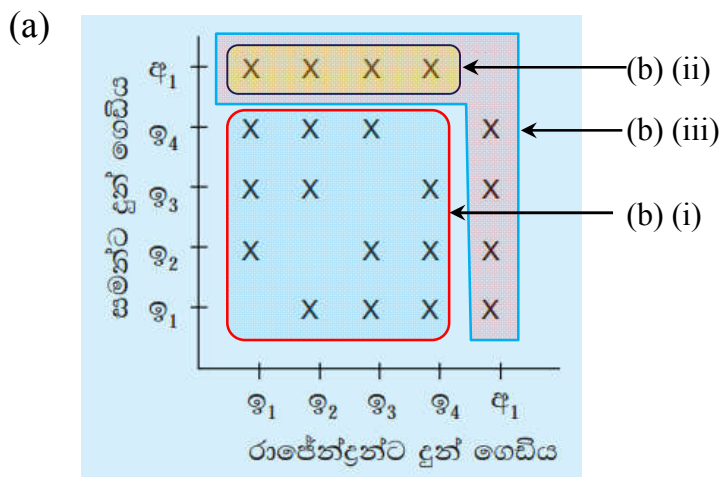 (a)
අ1 X X X X (b) (ii)
ඉ4 X X X X (b) (iii)
ඉ3 X X X X (b) (i)
ඉ2 X X X X
ඉ1 X X X X
සමන්ට දුන් ගෙඩිය
ඉ1 ඉ2 ඉ3 ඉ4 අ1
රාජේන්ද්‍රන්ට දුන් ගෙඩිය